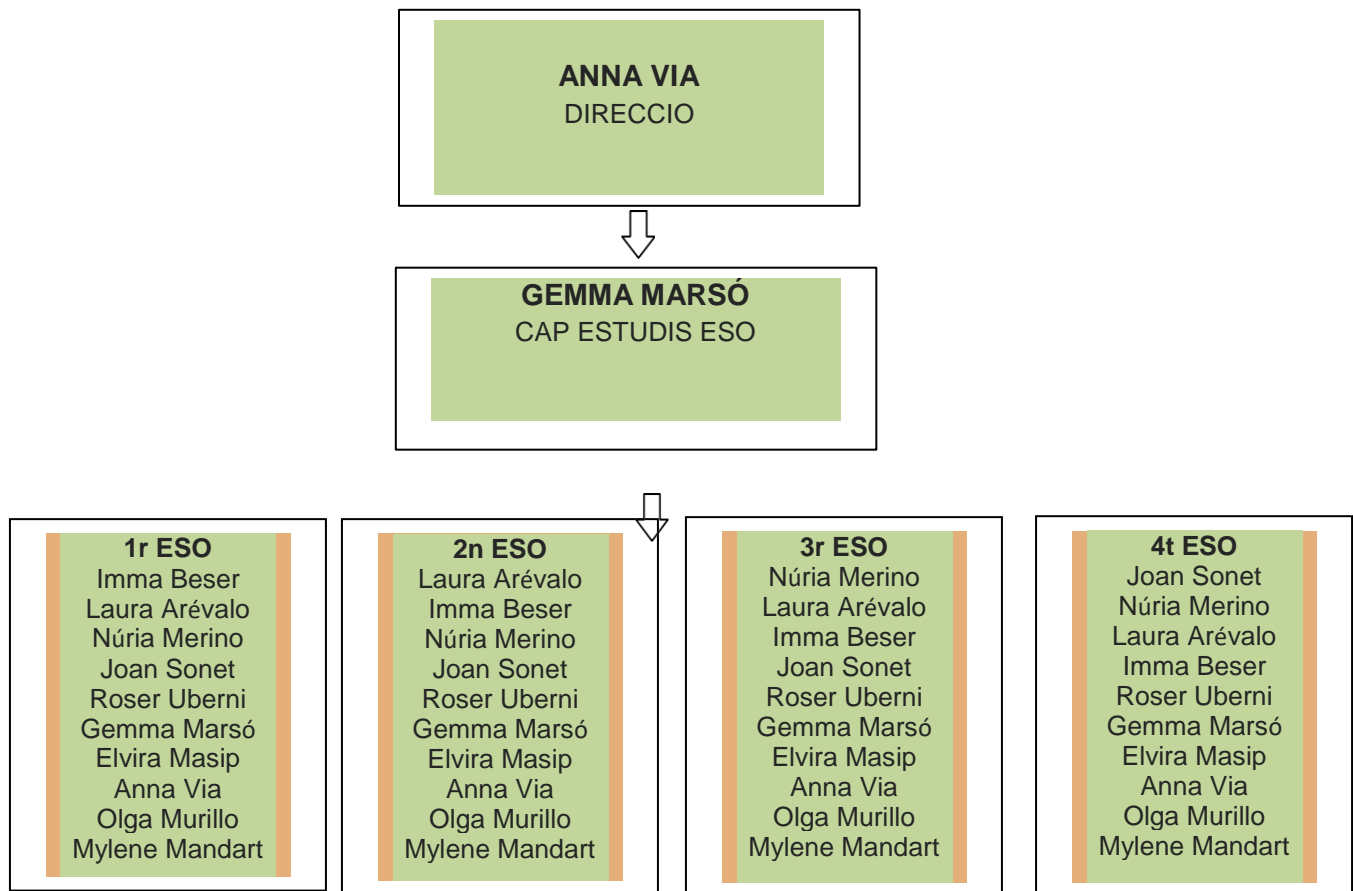 ANNA VIA
DIRECCIO
GEMMA MARSÓ
CAP ESTUDIS ESO
1r ESO
Imma Beser
Laura Arévalo
Núria Merino
Joan Sonet
Roser Uberni
Gemma Marsó
Elvira Masip
Anna Via
Olga Murillo
Mylene Mandart
2n ESO
Laura Arévalo
Imma Beser
Núria Merino
Joan Sonet
Roser Uberni
Gemma Marsó
Elvira Masip
Anna Via
Olga Murillo
Mylene Mandart
3r ESO
Núria Merino
Laura Arévalo
Imma Beser
Joan Sonet
Roser Uberni
Gemma Marsó
Elvira Masip
Anna Via
Olga Murillo
Mylene Mandart
4t ESO
Joan Sonet
Núria Merino
Laura Arévalo
Imma Beser
Roser Uberni
Gemma Marsó
Elvira Masip
Anna Via
Olga Murillo
Mylene Mandart